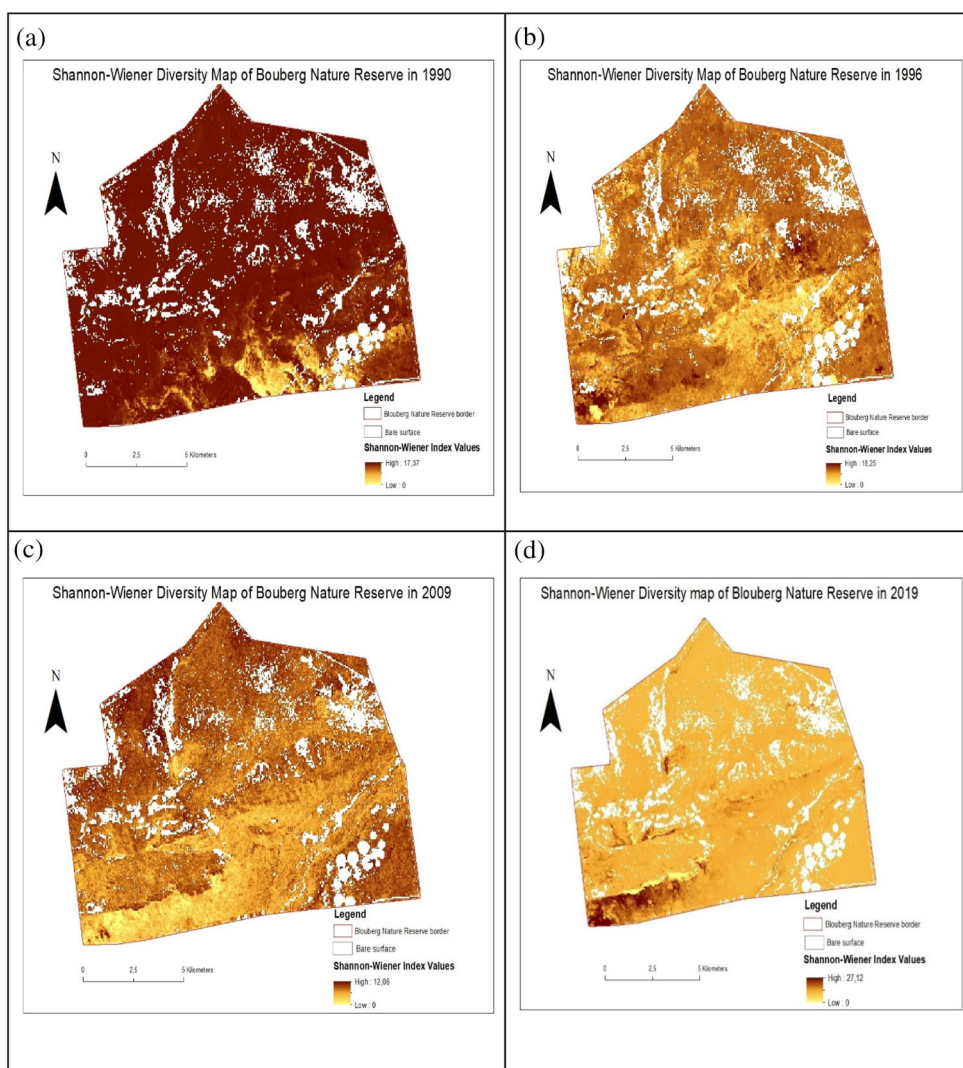 (a)
Shannon-Wiener Diversity Map of Bouberg Nature Reserve in 1990
N
Legend
Blouberg Nature Reserve border
Bare surface
Shannon-Wiener Index Values
High : 17,37
Low : 0
0 2,5 5 Kilometers
(b)
Shannon-Wiener Diversity Map of Bouberg Nature Reserve in 1996
N
Legend
Blouberg Nature Reserve border
Bare surface
Shannon-Wiener Index Values
High : 18,25
Low : 0
0 2,5 5 Kilometers
(c)
Shannon-Wiener Diversity Map of Bouberg Nature Reserve in 2009
N
Legend
Blouberg Nature Reserve border
Bare surface
Shannon-Wiener Index Values
High : 12,08
Low : 0
0 2,5 5 Kilometers
(d)
Shannon-Wiener Diversity map of Blouberg Nature Reserve in 2019
N
Legend
Blouberg Nature Reserve border
Bare surface
Shannon-Wiener Index Values
High : 27,12
Low : 0
0 2,5 5 Kilometers